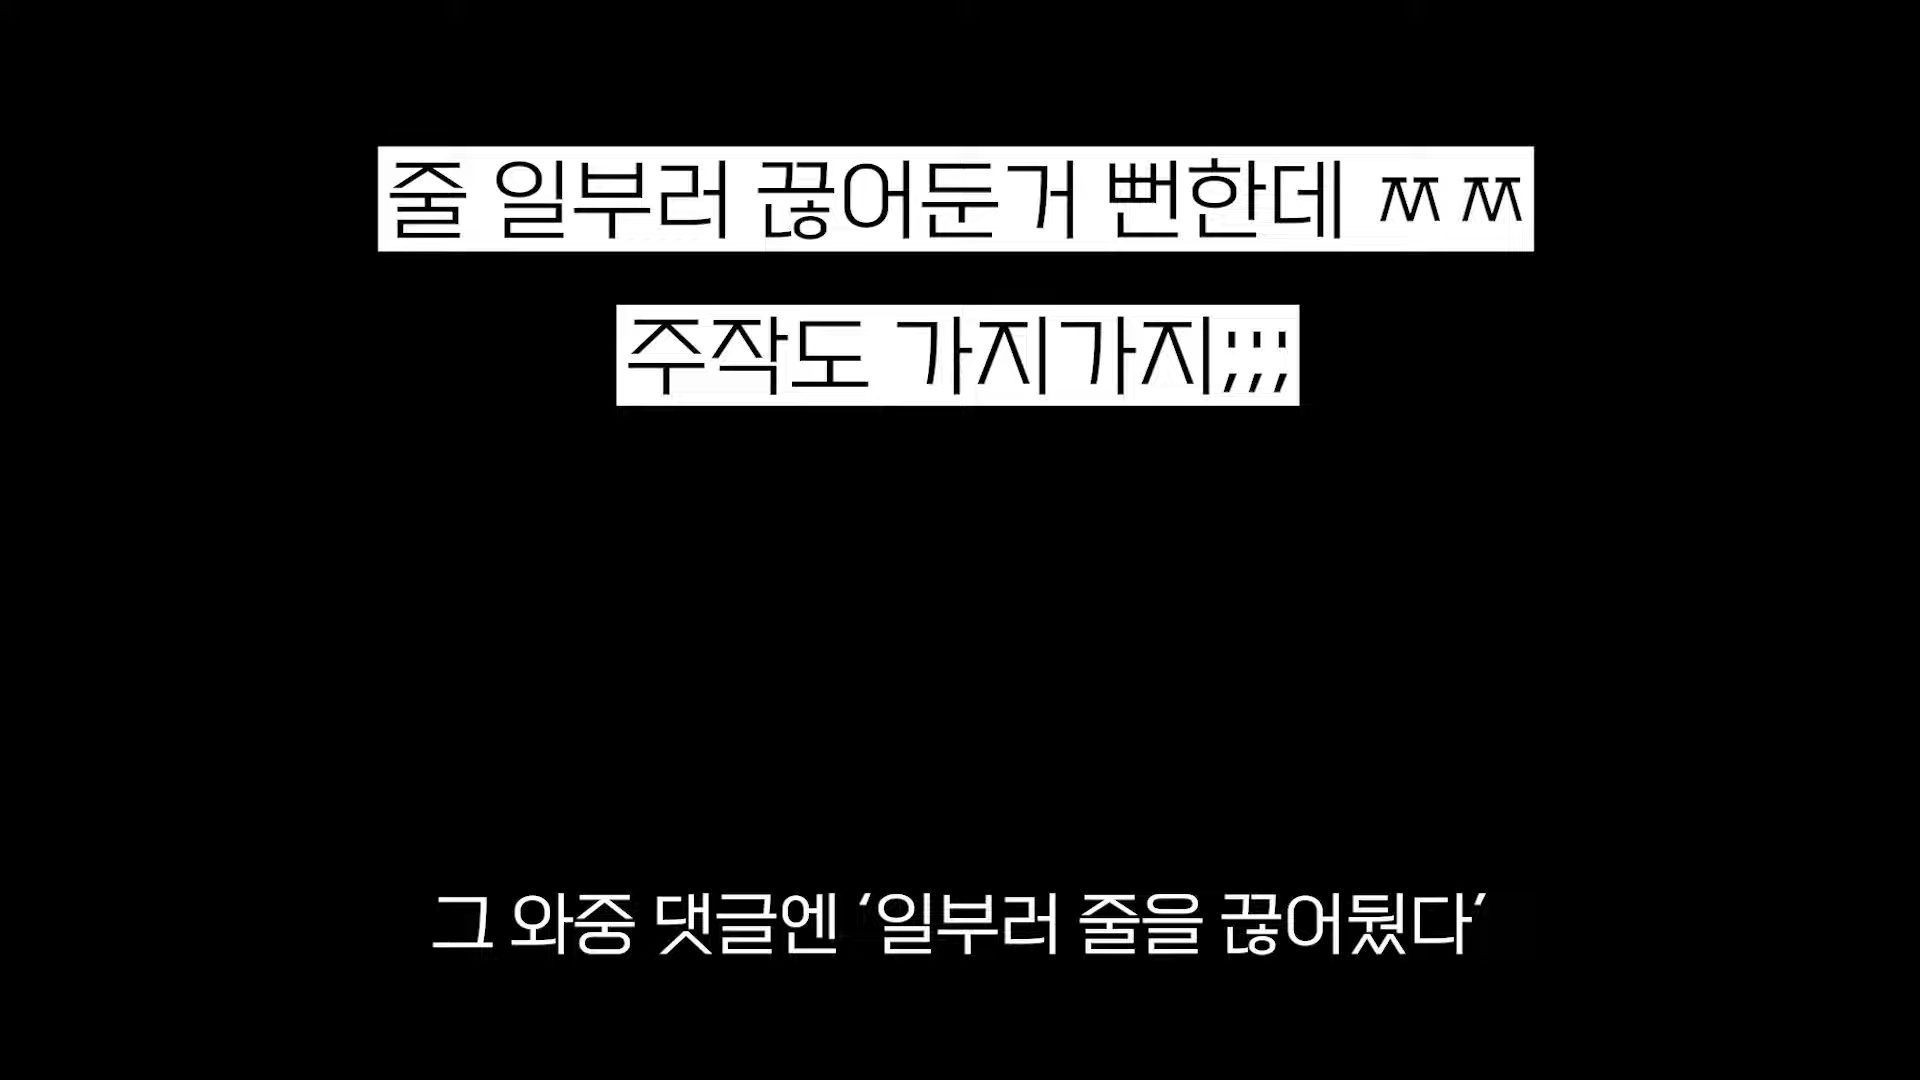 줄 일부러 끊어둔거 뻔한데 ㅉㅉ
주작도 가지가지;;;
그 와중 댓글엔 ‘일부러 줄을 끊어뒀다’